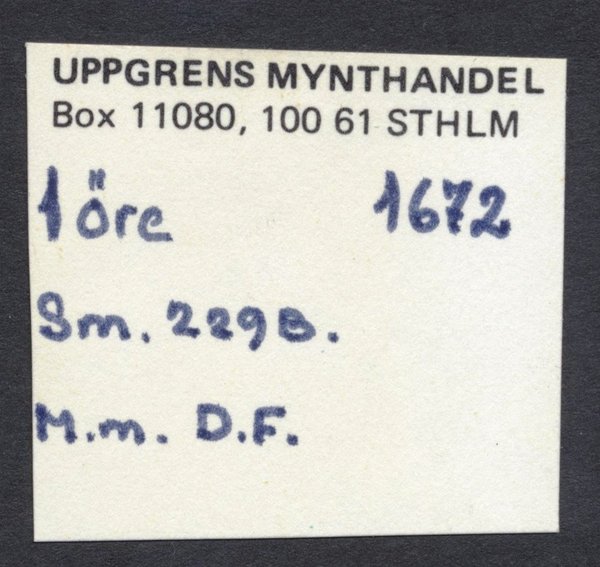 UPPGRENS MYNTHANDEL
Box 11080, 100 61 STHLM
1 öre 1672
Sm. 229B.
M.m. D.F.